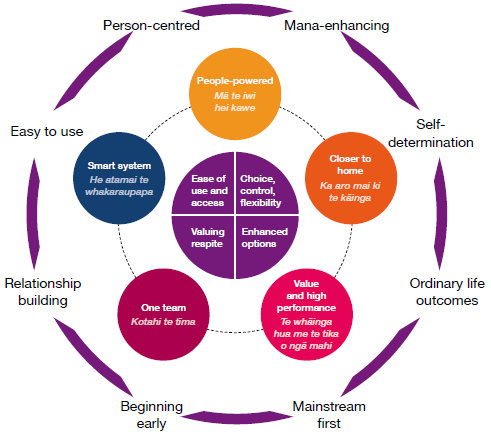 Person-centred
Mana-enhancing
People-powered
Mā te iwi
hei kawe
Easy to use
Self-
determination
Smart system
He atamai te
whakaraupapa
Closer to
home
Ka aro mai ki
te kāinga
Ease of
use and
access
Choice,
control,
flexibility
Valuing
respite
Enhanced
options
Relationship
building
Ordinary life
outcomes
One team
Kotahi te tīma
Value
and high
performance
Te whāinga
hua me te tika
o ngā mahi
Beginning
early
Mainstream
first